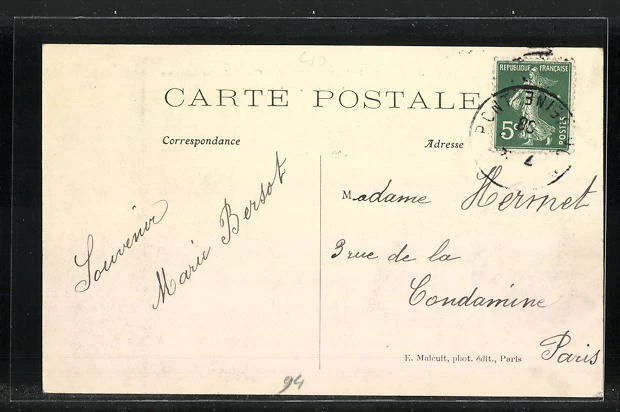 CARTE POSTALE
REPUBLIQUE FRANÇAISE
5c
POSTES
Correspondance
Adresse
Souvenir
Marie Bersot
Madame Hermet
3 rue de la
Condamine
Paris
E. Malcuit, phot. édit., Paris
94